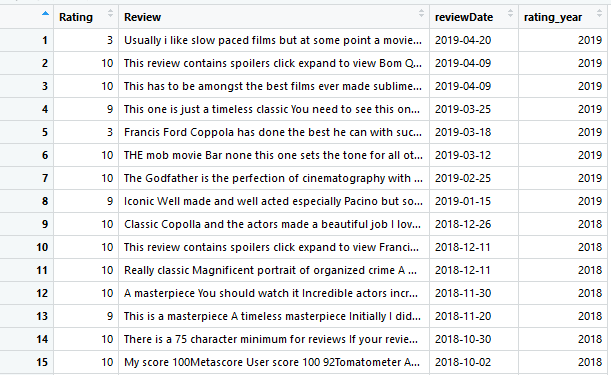 Rating Review reviewDate rating_year
1 3 Usually i like slow paced films but at some point a movie... 2019-04-20 2019
2 10 This review contains spoilers click expand to view Bom Q... 2019-04-09 2019
3 10 This has to be amongst the best films ever made sublime... 2019-04-09 2019
4 9 This one is just a timeless classic You need to see this on... 2019-03-25 2019
5 3 Francis Ford Coppola has done the best he can with suc... 2019-03-18 2019
6 10 THE mob movie Bar none this one sets the tone for all ot... 2019-03-12 2019
7 10 The Godfather is the perfection of cinematography with ... 2019-02-25 2019
8 9 Iconic Well made and well acted especially Pacino but so... 2019-01-15 2019
9 10 Classic Copolla and the actors made a beautiful job I lov... 2018-12-26 2018
10 10 This review contains spoilers click expand to view Franci... 2018-12-11 2018
11 10 Really classic Magnificent portrait of organized crime A ... 2018-12-11 2018
12 10 A masterpiece You should watch it Incredible actors incr... 2018-11-30 2018
13 9 This is a masterpiece A timeless masterpiece Initially I did... 2018-11-20 2018
14 10 There is a 75 character minimum for reviews If your revie... 2018-10-30 2018
15 10 My score 100Metascore User score 100 92Tomatometer A... 2018-10-02 2018